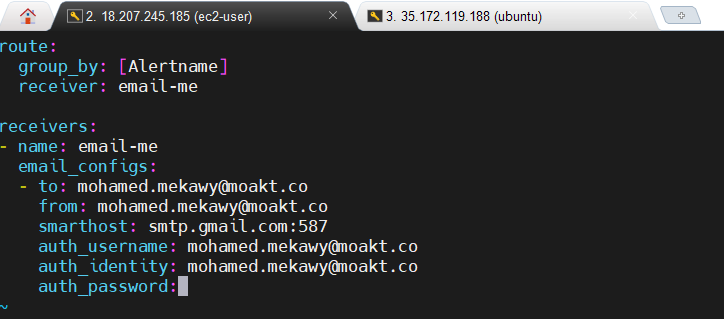 2. 18.207.245.185 (ec2-user)
3. 35.172.119.188 (ubuntu)
route:
  group_by: [Alertname]
  receiver: email-me

receivers:
- name: email-me
  email_configs:
  - to: mohamed.mekawy@moakt.co
    from: mohamed.mekawy@moakt.co
    smarthost: smtp.gmail.com:587
    auth_username: mohamed.mekawy@moakt.co
    auth_identity: mohamed.mekawy@moakt.co
    auth_password:
~